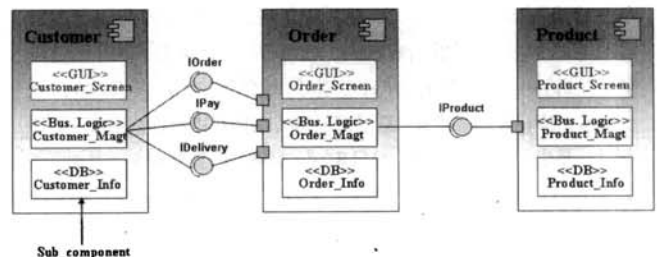 Customer
<<GUI>>
Customer_Screen
<<Bus. Logic>>
Customer_Magt
<<DB>>
Customer_Info
Sub component
IOrder
IPay
IDelivery
Order
<<GUI>>
Order_Screen
<<Bus. Logic>>
Order_Magt
<<DB>>
Order_Info
IProduct
Product
<<GUI>>
Product_Screen
<<Bus. Logic>>
Product_Magt
<<DB>>
Product_Info